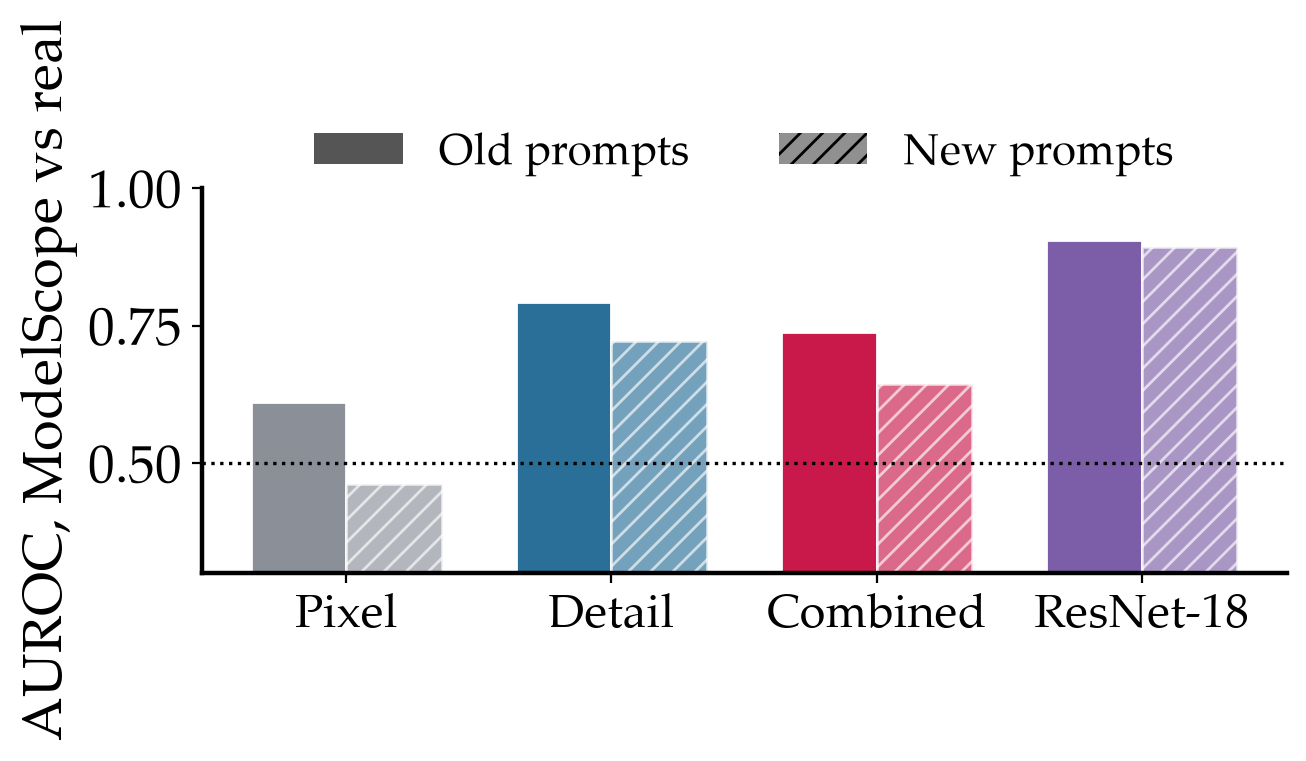 AUROC, ModelScope vs real
Old prompts
New prompts
1.00
0.75
0.50
Pixel
Detail
Combined
ResNet-18